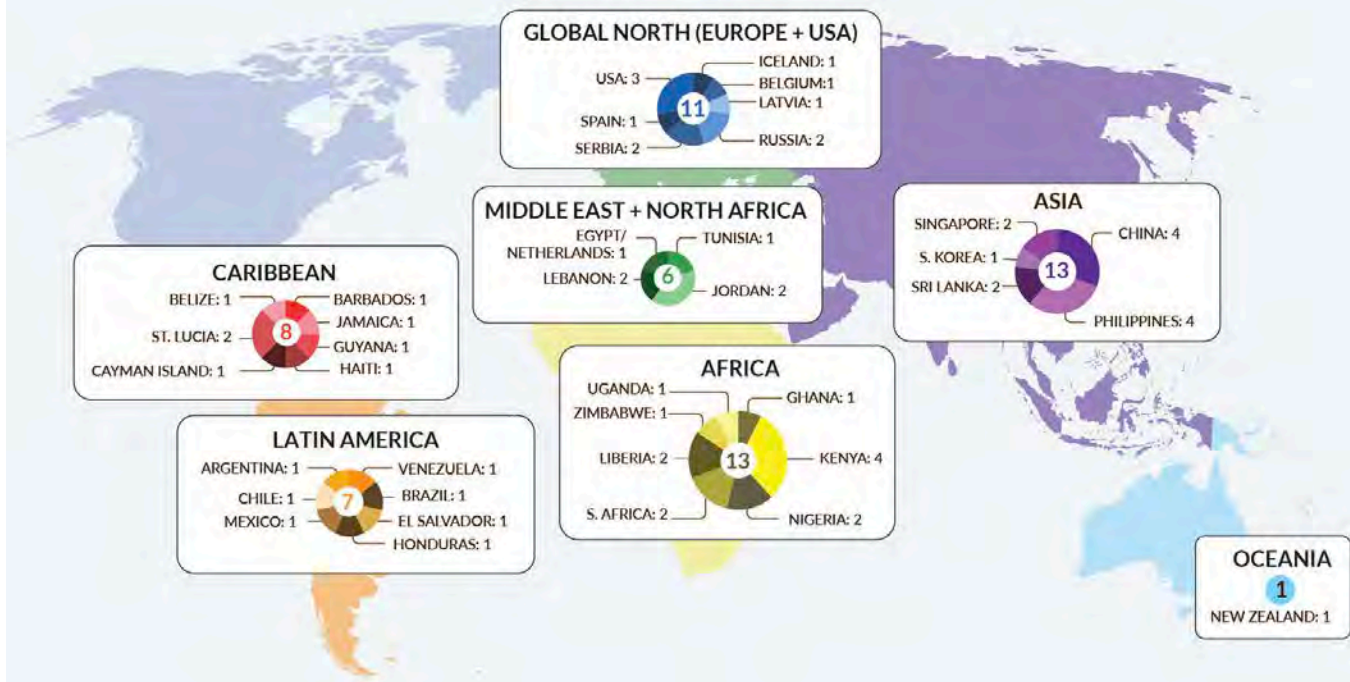 GLOBAL NORTH (EUROPE + USA)
USA: 3
ICELAND: 1
BELGIUM:1
LATVIA: 1
11
SPAIN: 1
SERBIA: 2
RUSSIA: 2
MIDDLE EAST + NORTH AFRICA
EGYPT/
NETHERLANDS: 1
TUNISIA: 1
LEBANON: 2
6
JORDAN: 2
ASIA
SINGAPORE: 2
CHINA: 4
S. KOREA: 1
13
SRI LANKA: 2
PHILIPPINES: 4
CARIBBEAN
BELIZE: 1
BARBADOS: 1
JAMAICA: 1
ST. LUCIA: 2
8
GUYANA: 1
CAYMAN ISLAND: 1
HAITI: 1
AFRICA
UGANDA: 1
GHANA: 1
ZIMBABWE: 1
LIBERIA: 2
13
KENYA: 4
S. AFRICA: 2
NIGERIA: 2
LATIN AMERICA
ARGENTINA: 1
VENEZUELA: 1
CHILE: 1
7
BRAZIL: 1
MEXICO: 1
EL SALVADOR: 1
HONDURAS: 1
OCEANIA
1
NEW ZEALAND: 1